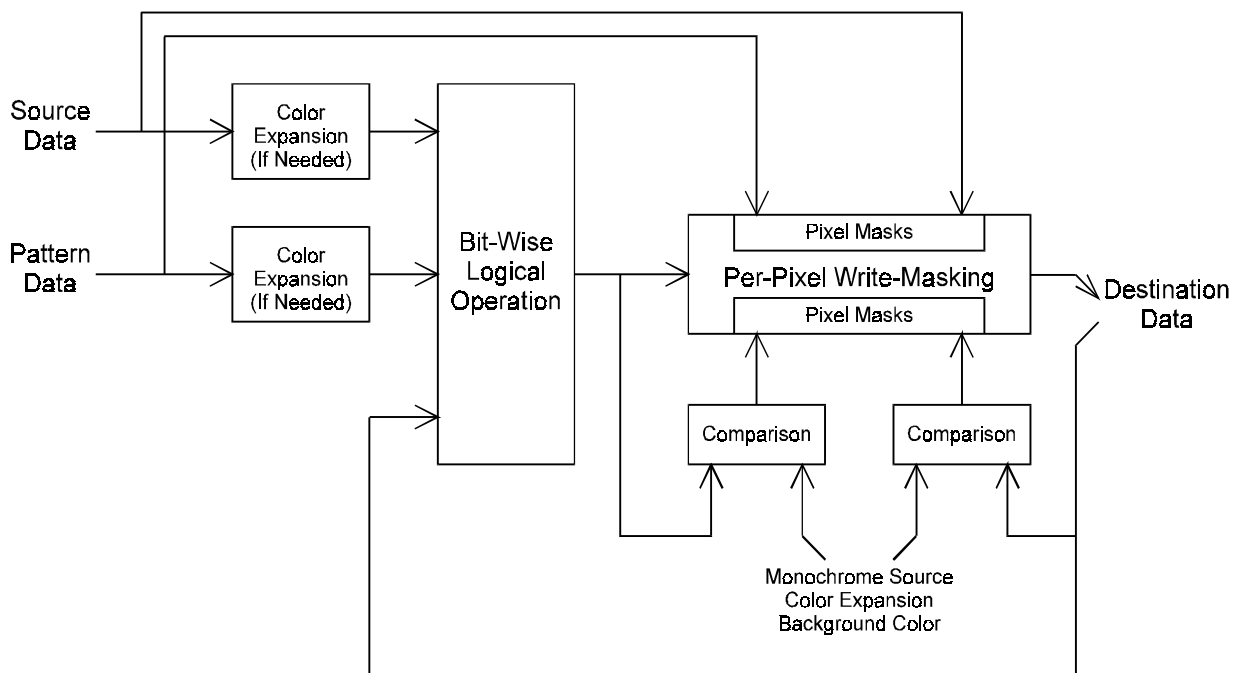 Source
Data
Color
Expansion
(If Needed)
Pattern
Data
Color
Expansion
(If Needed)
Bit-Wise
Logical
Operation
Pixel Masks
Per-Pixel Write-Masking
Pixel Masks
Destination
Data
Comparison
Comparison
Monochrome Source
Color Expansion
Background Color